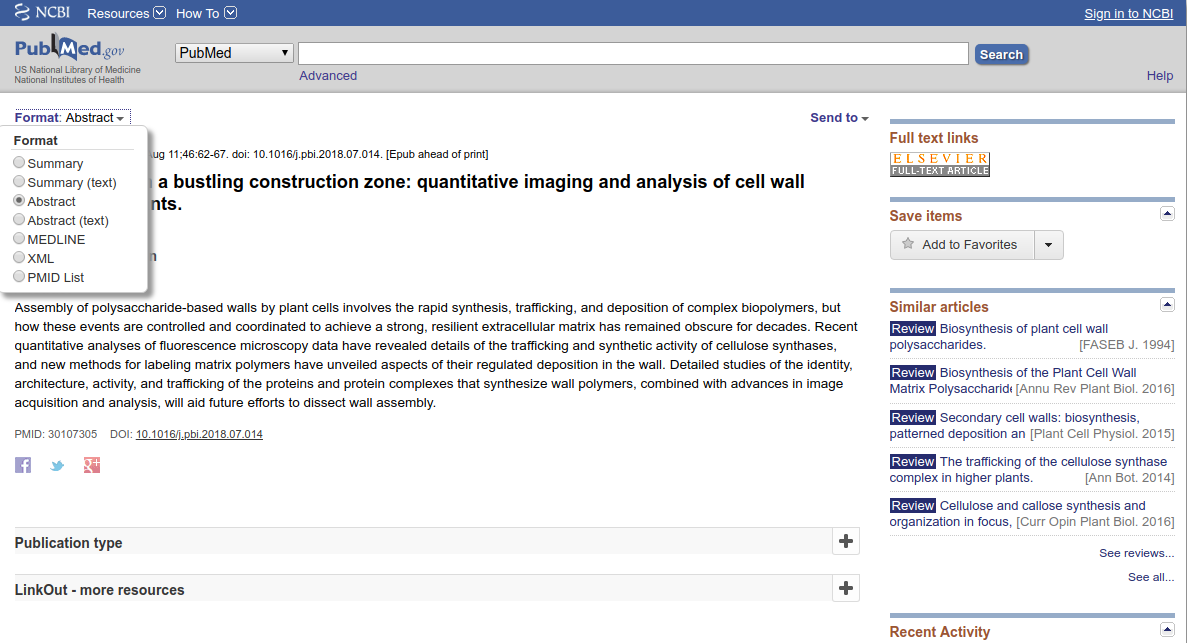 NCBI Resources How To Sign in to NCBI
PubMed.gov
US National Library of Medicine
National Institutes of Health
PubMed
Search
Advanced
Help
Format: Abstract
Send to
Format
Summary
Summary (text)
Abstract
Abstract (text)
MEDLINE
XML
PMID List
11;46:62-67. doi: 10.1016/j.pbi.2018.07.014. [Epub ahead of print]
a bustling construction zone: quantitative imaging and analysis of cell wall
Assembly of polysaccharide-based walls by plant cells involves the rapid synthesis, trafficking, and deposition of complex biopolymers, but
how these events are controlled and coordinated to achieve a strong, resilient extracellular matrix has remained obscure for decades. Recent
quantitative analyses of fluorescence microscopy data have revealed details of the trafficking and synthetic activity of cellulose synthases,
and new methods for labeling matrix polymers have unveiled aspects of their regulated deposition in the wall. Detailed studies of the identity,
architecture, activity, and trafficking of the proteins and protein complexes that synthesize wall polymers, combined with advances in image
acquisition and analysis, will aid future efforts to dissect wall assembly.
PMID: 30107305 DOI: 10.1016/j.pbi.2018.07.014
Publication type
LinkOut - more resources
Full text links
ELSEVIER
FULL-TEXT ARTICLE
Save items
Add to Favorites
Similar articles
Review Biosynthesis of plant cell wall
polysaccharides. [FASEB J. 1994]
Review Biosynthesis of the Plant Cell Wall
Matrix Polysaccharide [Annu Rev Plant Biol. 2016]
Review Secondary cell walls: biosynthesis,
patterned deposition an [Plant Cell Physiol. 2015]
Review The trafficking of the cellulose synthase
complex in higher plants. [Ann Bot. 2014]
Review Cellulose and callose synthesis and
organization in focus, [Curr Opin Plant Biol. 2016]
See reviews...
See all...
Recent Activity